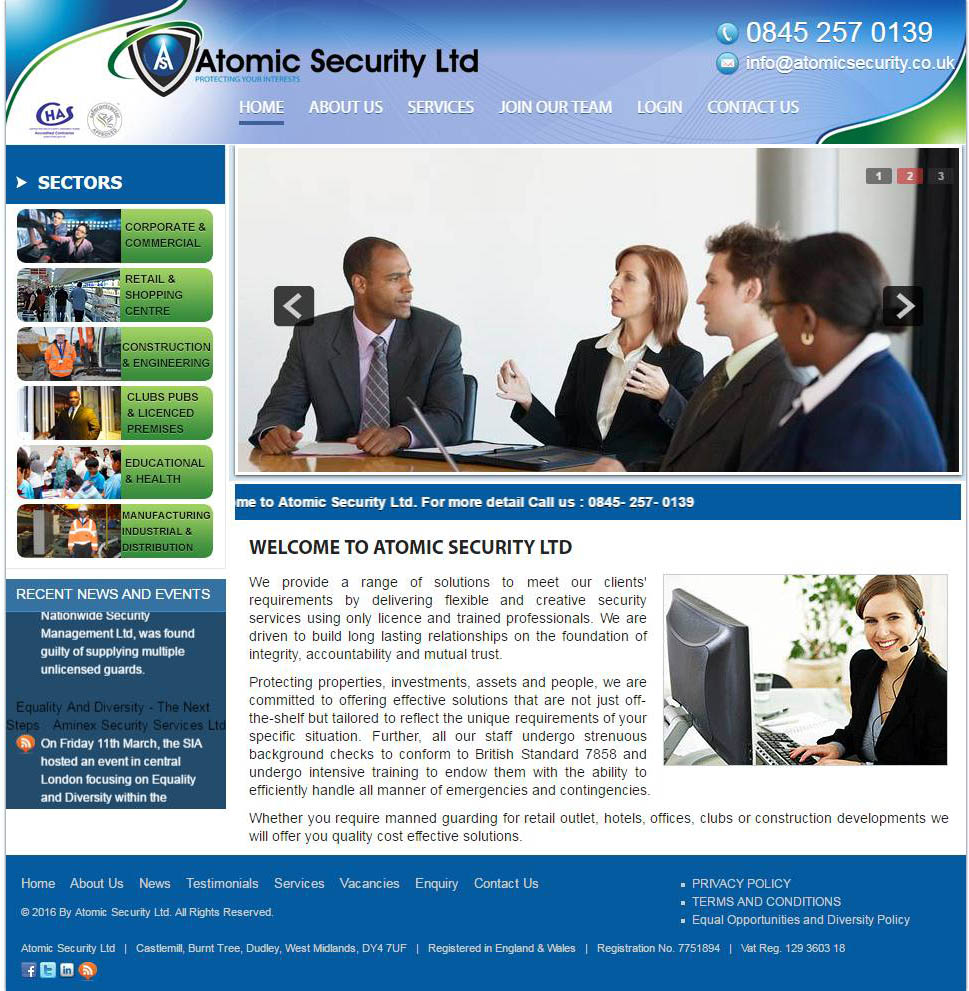 AS
Atomic Security Ltd
PROTECTING YOUR INTERESTS
0845 257 0139
info@atomicsecurity.co.uk
CHAS
Accredited Contractor
HOME
ABOUT US
SERVICES
JOIN OUR TEAM
LOGIN
CONTACT US
SECTORS
CORPORATE &
COMMERCIAL
RETAIL &
SHOPPING
CENTRE
CONSTRUCTION
& ENGINEERING
CLUBS PUBS
& LICENCED
PREMISES
EDUCATIONAL
& HEALTH
MANUFACTURING
INDUSTRIAL &
DISTRIBUTION
1 2 3
me to Atomic Security Ltd. For more detail Call us : 0845- 257- 0139
RECENT NEWS AND EVENTS
Nationwide Security
Management Ltd, was found
guilty of supplying multiple
unlicensed guards.
Equality And Diversity - The Next
Steps - Aminex Security Services Ltd
On Friday 11th March, the SIA
hosted an event in central
London focusing on Equality
and Diversity within the
WELCOME TO ATOMIC SECURITY LTD
We provide a range of solutions to meet our clients'
requirements by delivering flexible and creative security
services using only licence and trained professionals. We are
driven to build long lasting relationships on the foundation of
integrity, accountability and mutual trust.
Protecting properties, investments, assets and people, we are
committed to offering effective solutions that are not just off-
the-shelf but tailored to reflect the unique requirements of your
specific situation. Further, all our staff undergo strenuous
background checks to conform to British Standard 7858 and
undergo intensive training to endow them with the ability to
efficiently handle all manner of emergencies and contingencies.
Whether you require manned guarding for retail outlet, hotels, offices, clubs or construction developments we
will offer you quality cost effective solutions.
Home About Us News Testimonials Services Vacancies Enquiry Contact Us
© 2016 By Atomic Security Ltd. All Rights Reserved.
PRIVACY POLICY
TERMS AND CONDITIONS
Equal Opportunities and Diversity Policy
Atomic Security Ltd | Castlemill, Burnt Tree, Dudley, West Midlands, DY4 7UF | Registered in England & Wales | Registration No. 7751894 | Vat Reg. 129 3603 18